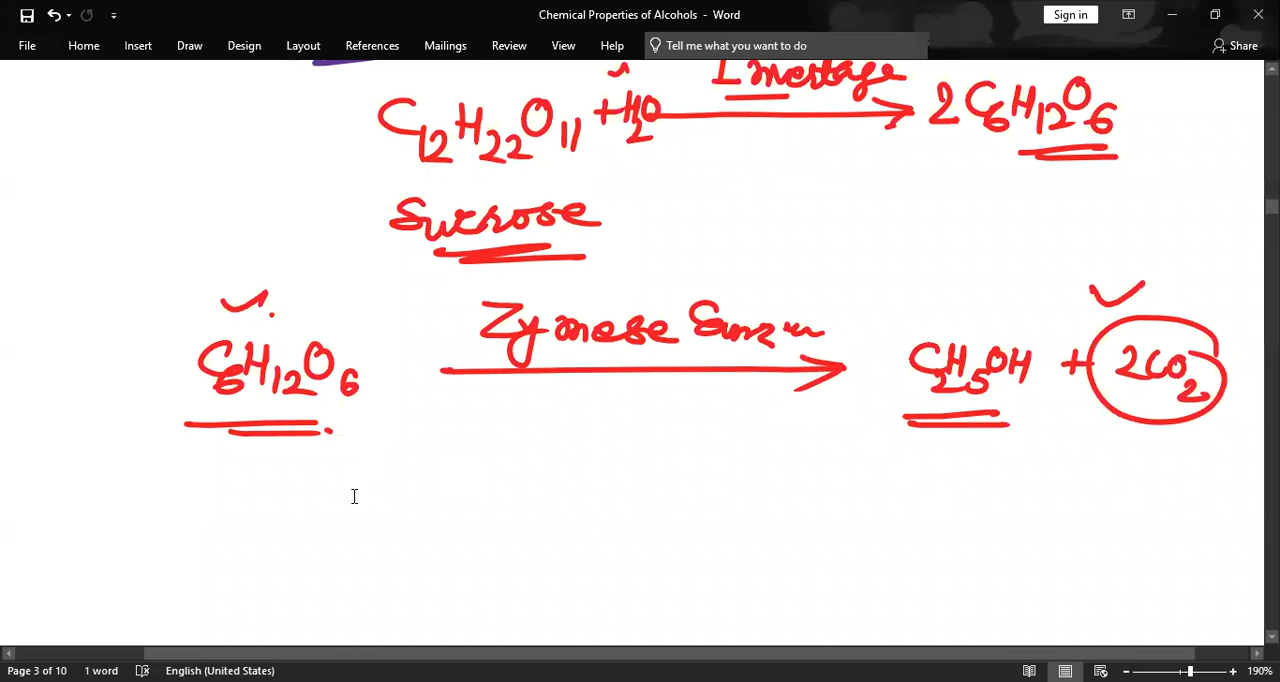 Chemical Properties of Alcohols - Word
Sign in
File Home Insert Draw Design Layout References Mailings Review View Help Tell me what you want to do Share
C12H22O11 + H2O 2C6H12O6
Sucrose
Zymese
C6H12O6 C2H5OH + 2CO2
Page 3 of 10 1 word English (United States) 190%